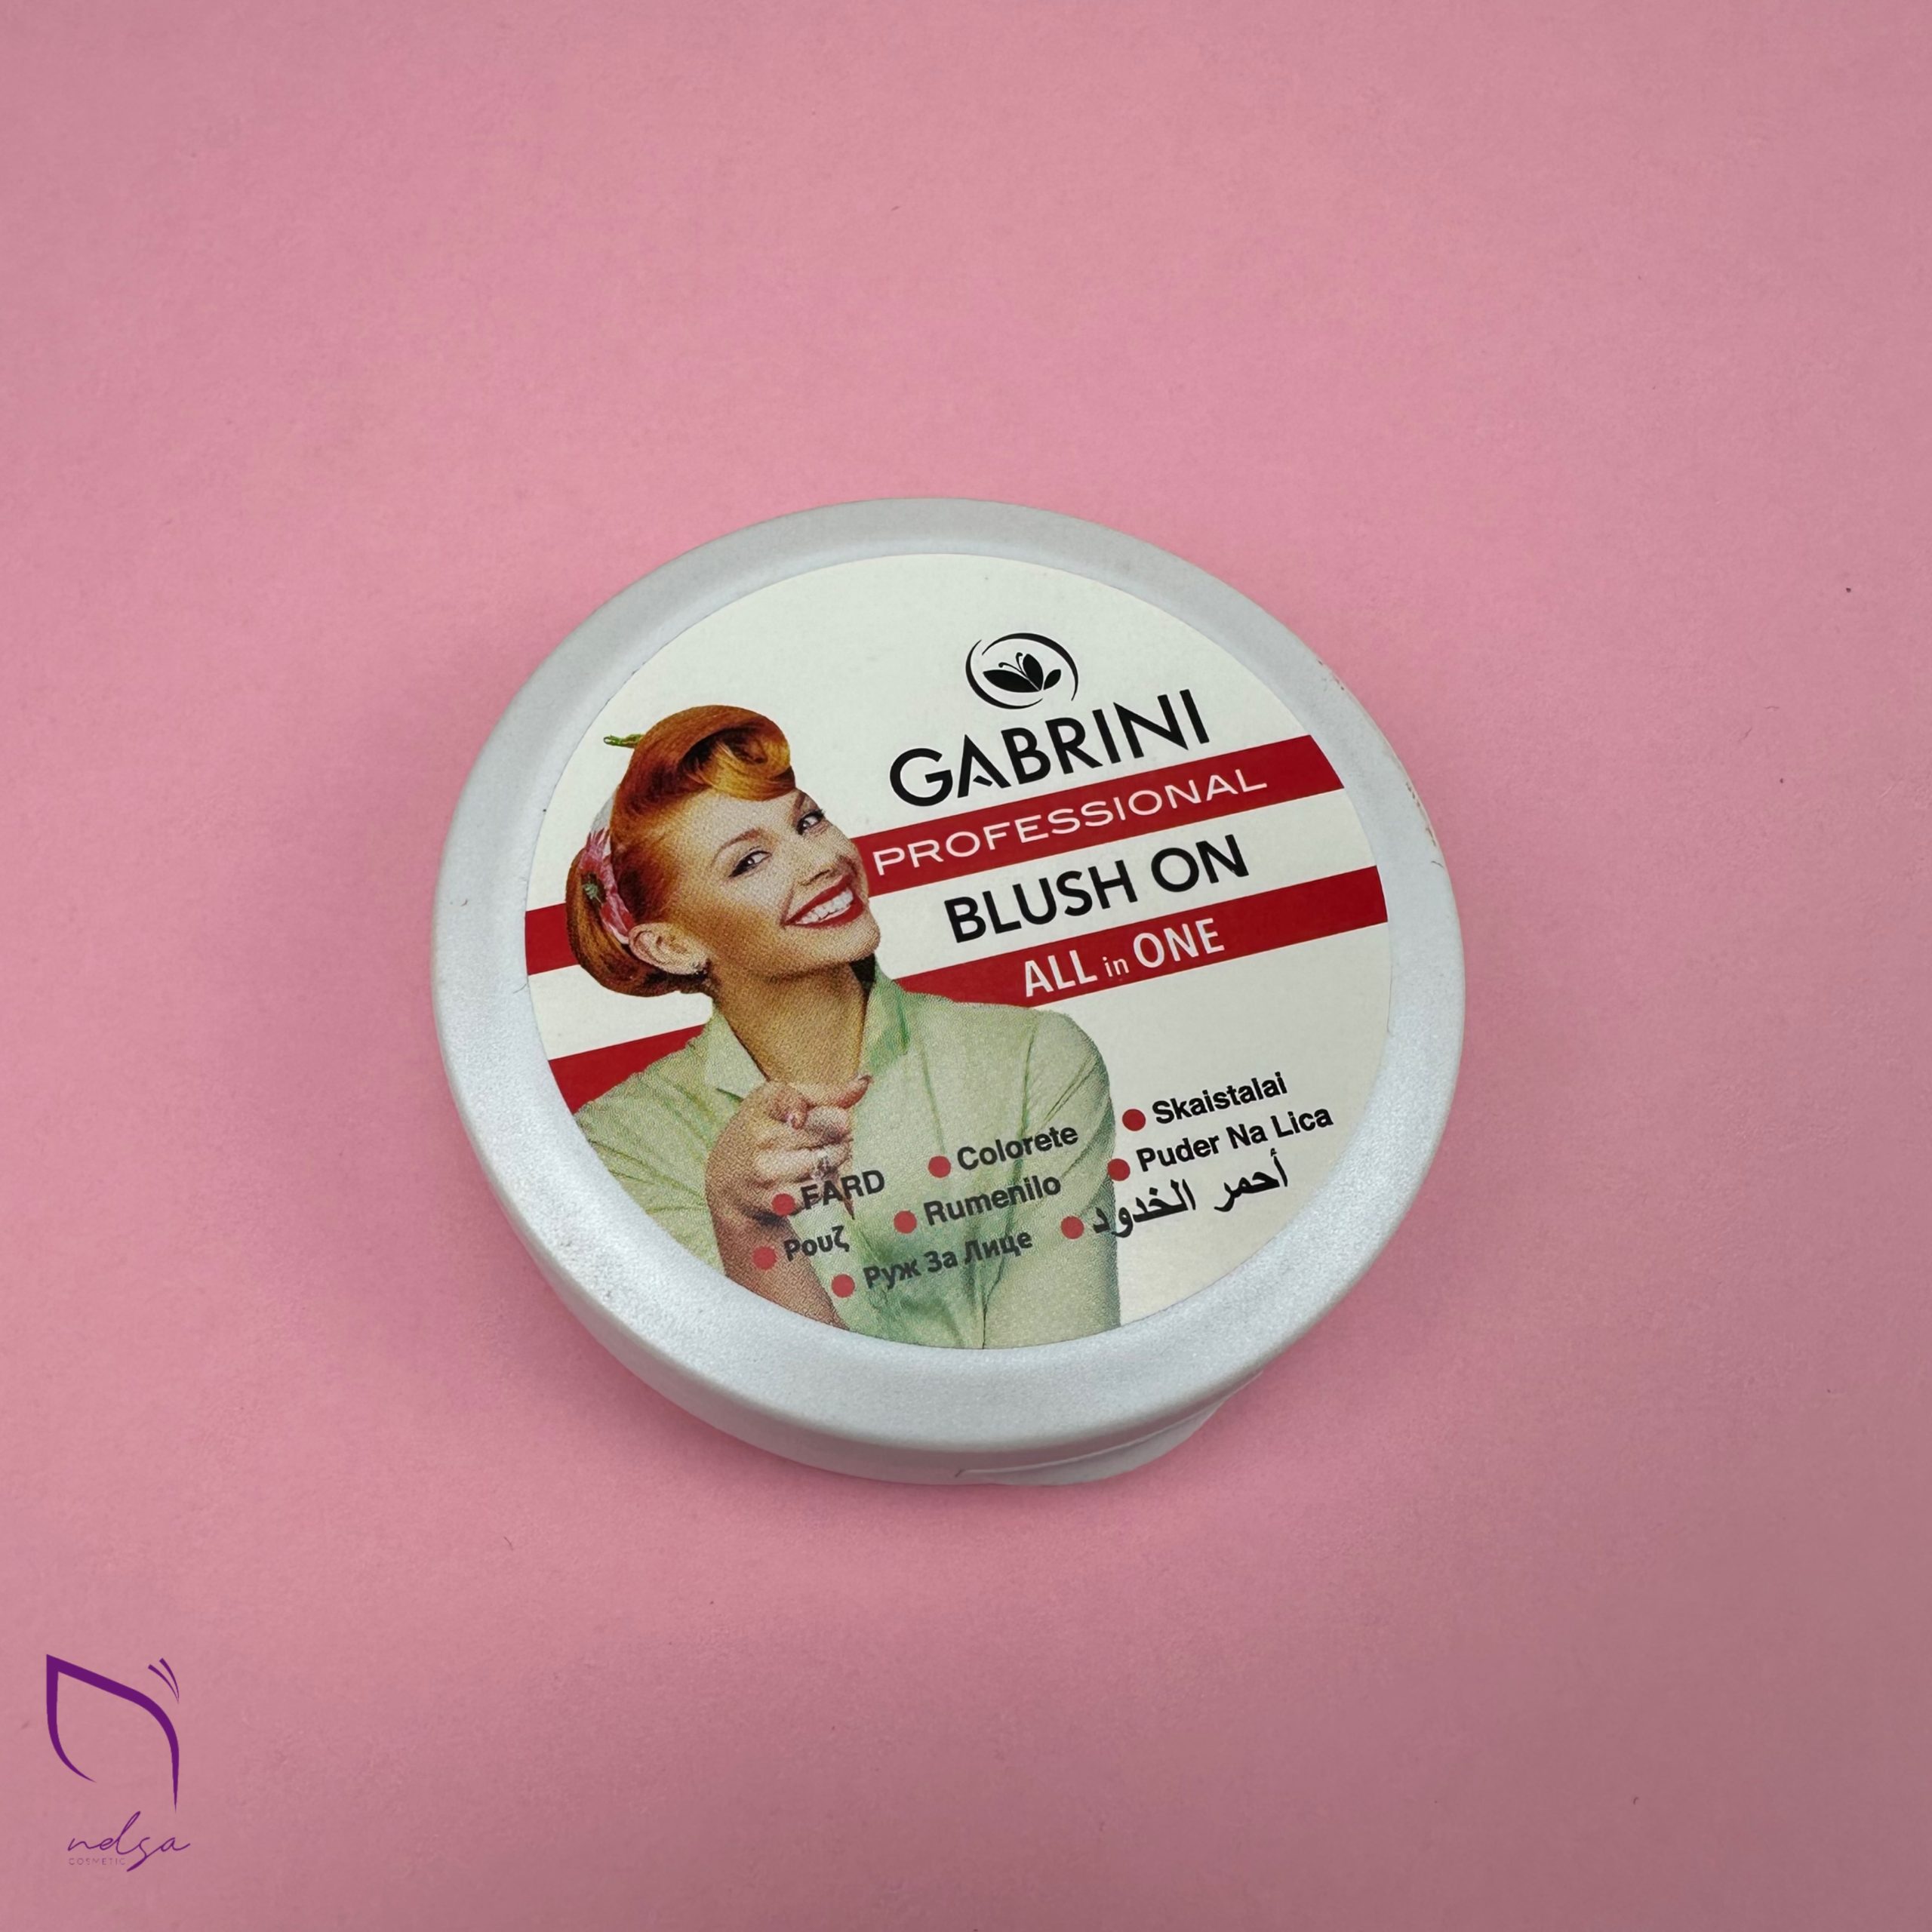 GABRINI
PROFESSIONAL
BLUSH ON
ALL in ONE
FARD
Colorete
Skaistalai
Ρουζ
Rumenilo
Puder Na Lica
Руж За Лице
أحمر الخدود
nelsa
COSMETIC